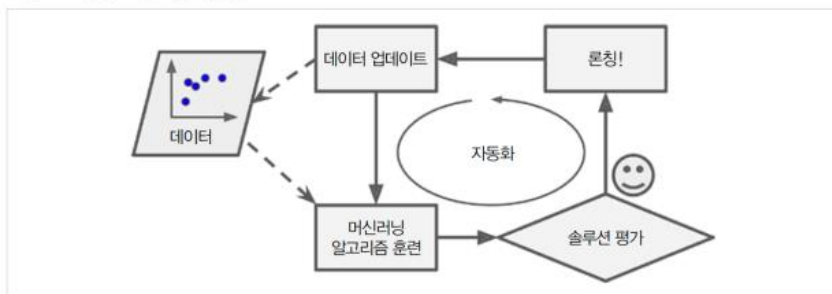 데이터 업데이트
론칭!
데이터
자동화
머신러닝
알고리즘 훈련
솔루션 평가